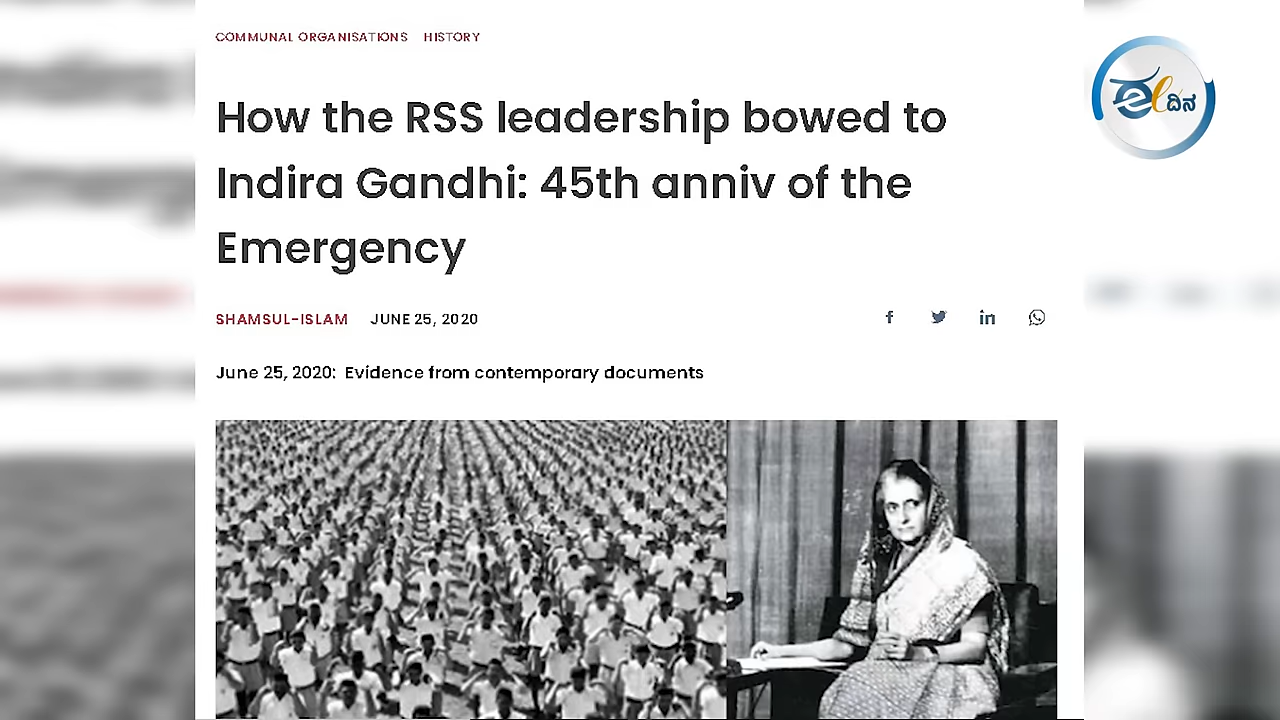 COMMUNAL ORGANISATIONS HISTORY
How the RSS leadership bowed to
Indira Gandhi: 45th anniv of the
Emergency
SHAMSUL-ISLAM JUNE 25, 2020
June 25, 2020: Evidence from contemporary documents
ಈದಿನ